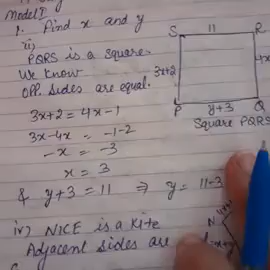 Model I
1. Find x and y
ii)
PQRS is a square.
We know
Opp. sides are equal.
3x+2 = 4x-1
3x-4x = -1-2
-x = -3
x = 3
& y+3 = 11 ⇒ y = 11-3
S 11 R
3x+2
4x
P y+3 Q
Square PQRS
iv) NICE is a Kite
Adjacent sides are
N